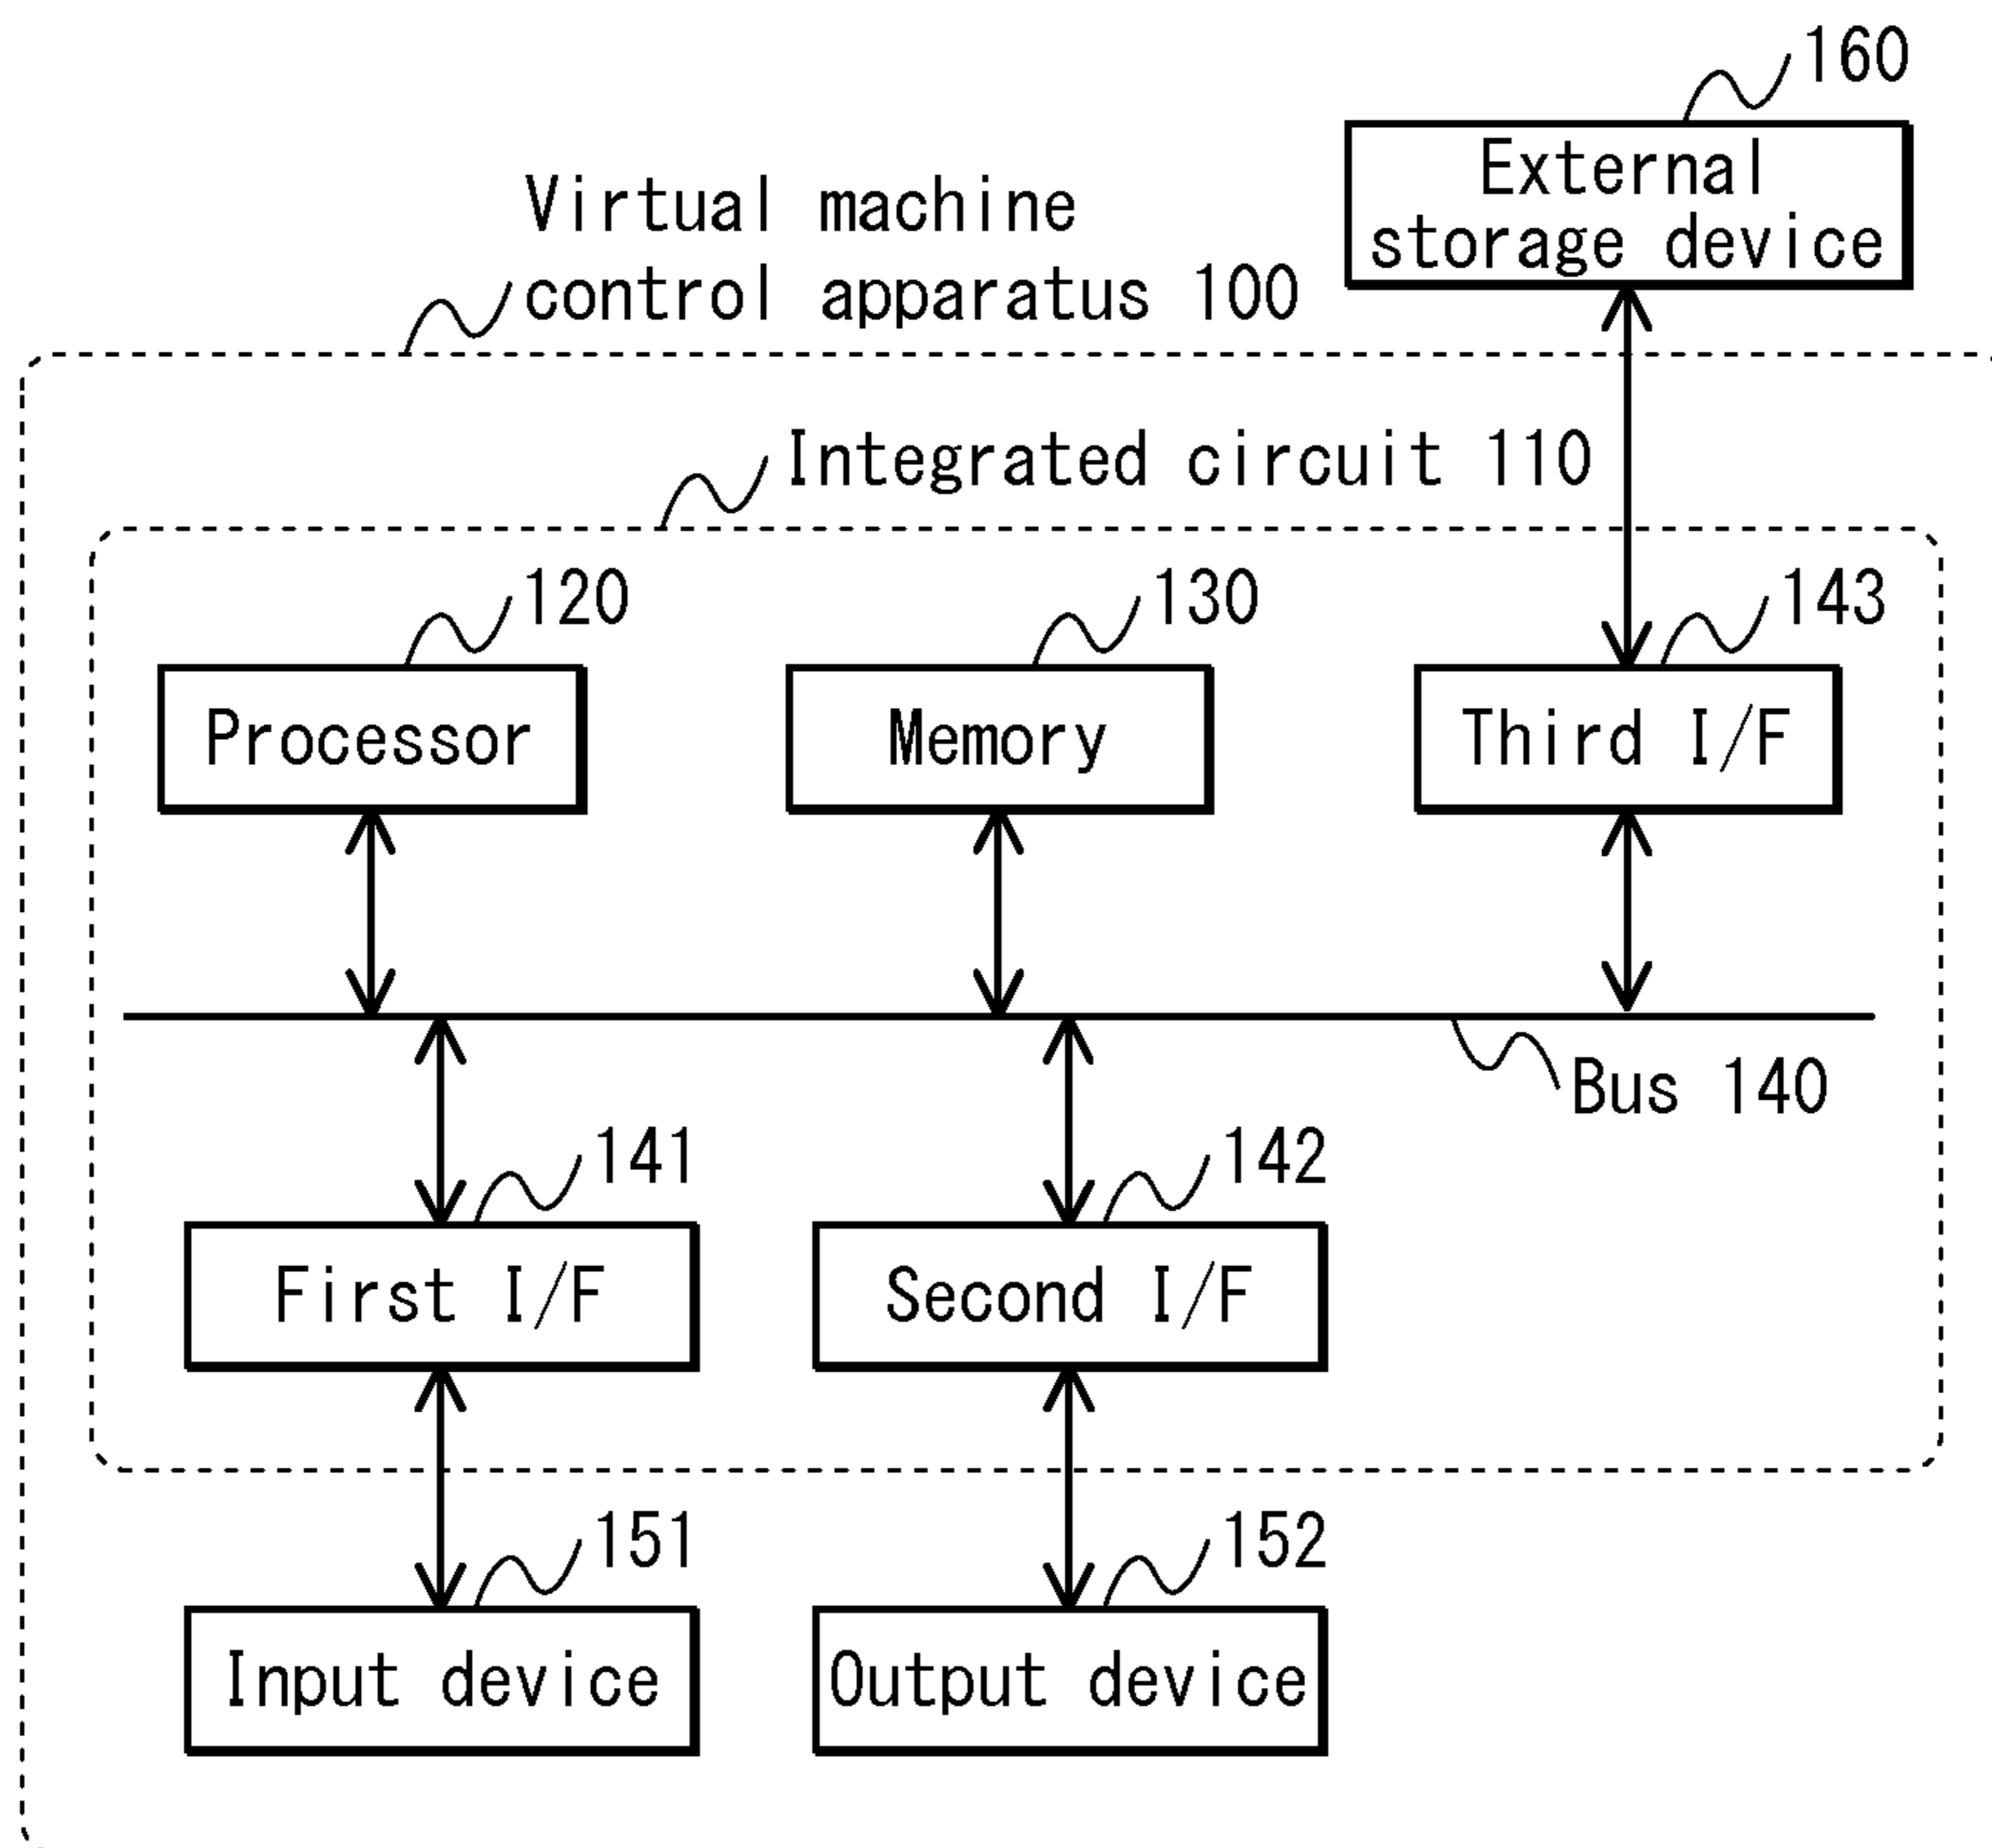 160
External
storage device
Virtual machine
control apparatus 100
Integrated circuit 110
120
130
143
Processor
Memory
Third I/F
Bus 140
141
142
First I/F
Second I/F
151
152
Input device
Output device